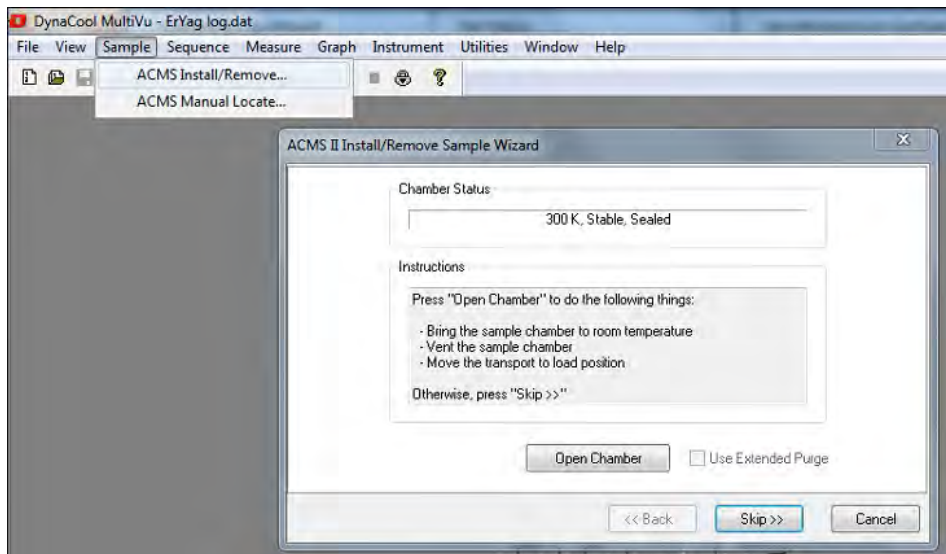 DynaCool MultiVu - ErYag log.dat
File View Sample Sequence Measure Graph Instrument Utilities Window Help
ACMS Install/Remove...
ACMS Manual Locate...
ACMS II Install/Remove Sample Wizard
Chamber Status
300 K, Stable, Sealed
Instructions
Press "Open Chamber" to do the following things:
- Bring the sample chamber to room temperature
- Vent the sample chamber
- Move the transport to load position
Otherwise, press "Skip >>"
Open Chamber Use Extended Purge
<< Back Skip >> Cancel